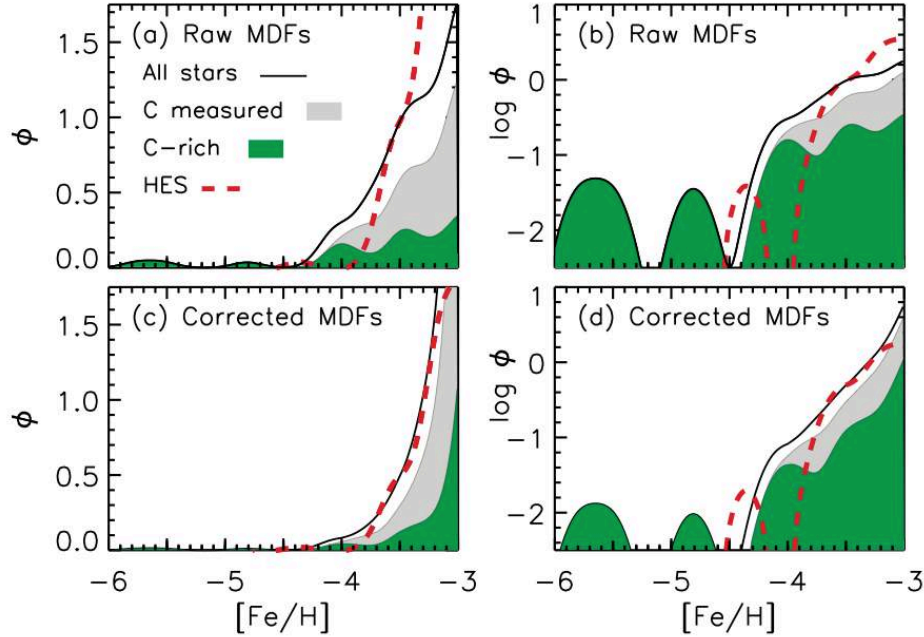 (a) Raw MDFs
All stars
C measured
C-rich
HES
φ
1.5
1.0
0.5
0.0
(b) Raw MDFs
log φ
1
0
-1
-2
(c) Corrected MDFs
φ
1.5
1.0
0.5
0.0
-6 -5 -4 -3
[Fe/H]
(d) Corrected MDFs
log φ
1
0
-1
-2
-6 -5 -4 -3
[Fe/H]